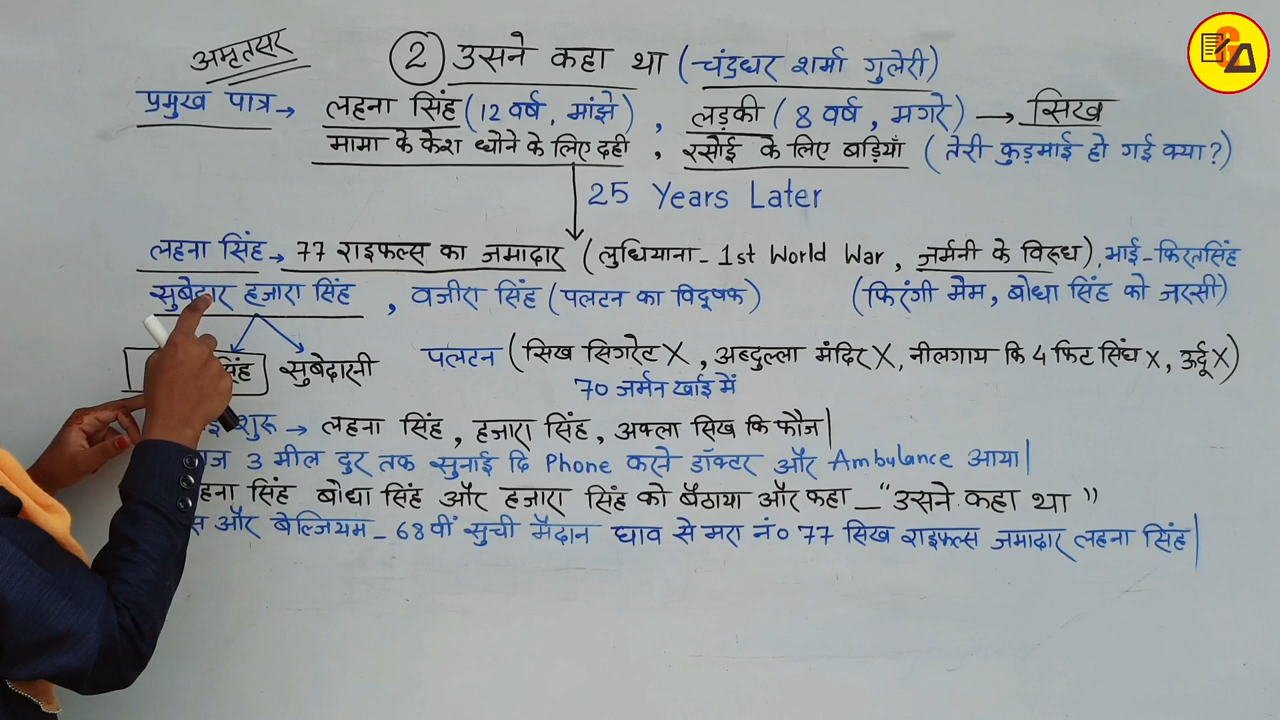 अमृतसर
② उसने कहा था (चंद्रधर शर्मा गुलेरी)
प्रमुख पात्र → लहना सिंह (12 वर्ष, मांझे), लड़की (8 वर्ष, मगरे) → सिख
मामा के केश धोने के लिए दही, रसोई के लिए बड़ियाँ (तेरी कुड़माई हो गई क्या?)
25 Years Later
लहना सिंह → 77 राइफल्स का जमादार (लुधियाना - 1st World War, जर्मनी के विरूध), भाई - किरतसिंह
सुबेदार हजारा सिंह, वजीरा सिंह (पलटन का विदूषक) (फिरंगी मेम, बोधा सिंह को जरसी)
सिंह सुबेदारनी पलटन (सिख सिगरेट X, अब्दुल्ला मंदिर X, नीलगाय कि 4 फिट सिंघ X, उर्दू X)
70 जर्मन खाई में
शुरू → लहना सिंह, हजारा सिंह, अक्ला सिख कि फौज|
3 मील दुर तक सुनाई दि Phone करने डॉक्टर और Ambulance आया|
हना सिंह बोधा सिंह और हजारा सिंह को बैठाया और कहा - "उसने कहा था"
और बेल्जियम - 68 वीं सुची मैदान घाव से मरा नं० 77 सिख राइफल्स जमादार लहना सिंह|